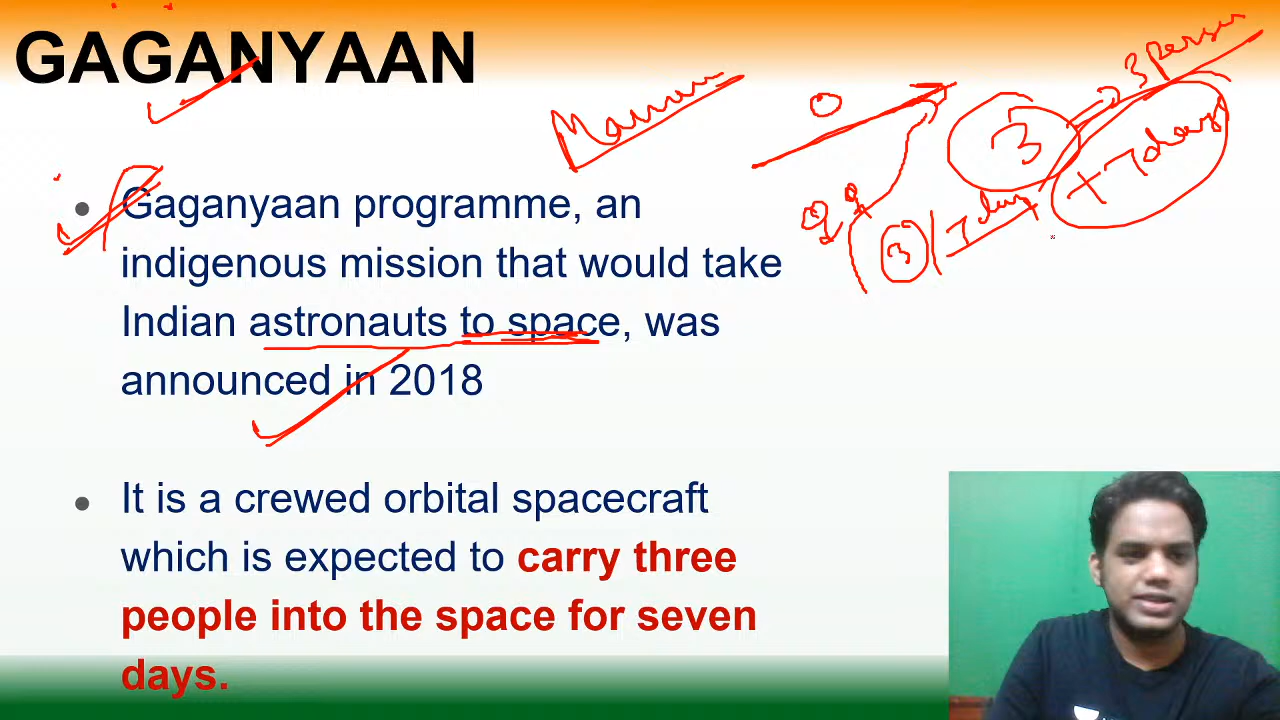 GAGANYAAN
3 person
3
+ 7 days
3
7 day
• Gaganyaan programme, an
indigenous mission that would take
Indian astronauts to space, was
announced in 2018
• It is a crewed orbital spacecraft
which is expected to carry three
people into the space for seven
days.